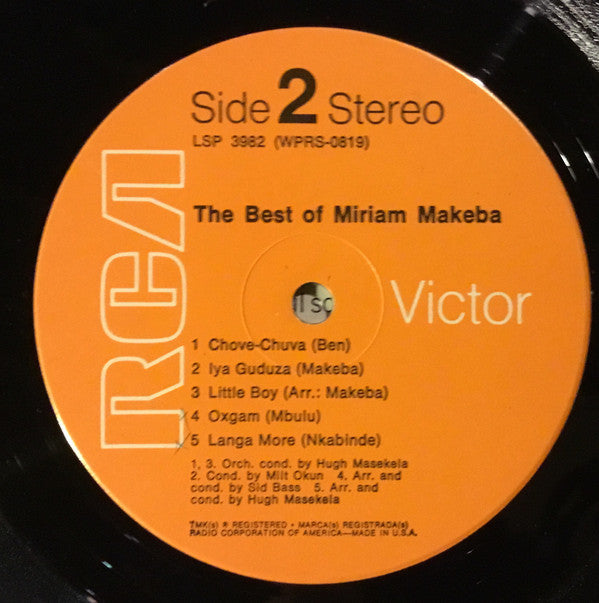 Side 2 Stereo
LSP 3982 (WPRS-0819)
The Best of Miriam Makeba
RCA
Victor
1 Chove-Chuva (Ben)
2 Iya Guduza (Makeba)
3 Little Boy (Arr.: Makeba)
4 Oxgam (Mbulu)
5 Langa More (Nkabinde)
1, 3. Orch. cond. by Hugh Masekela
2. Cond. by Milt Okun 4. Arr. and
cond. by Sid Bass 5. Arr. and
cond. by Hugh Masekela
TMK(s) ® REGISTERED • MARCA(s) REGISTRADA(s)
RADIO CORPORATION OF AMERICA—MADE IN U.S.A.